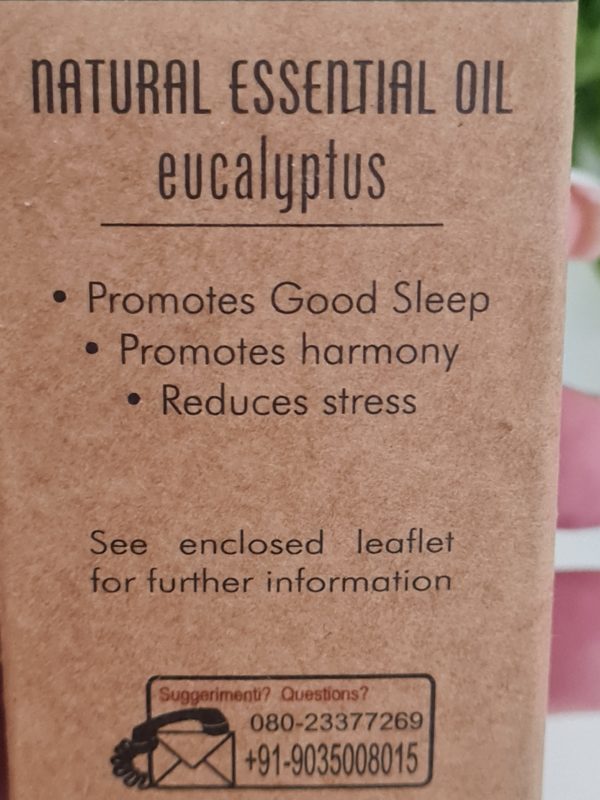 NATURAL ESSENTIAL OIL
eucalyptus
• Promotes Good Sleep
• Promotes harmony
• Reduces stress
See enclosed leaflet
for further information
Suggerimenti? Questions?
080-23377269
+91-9035008015